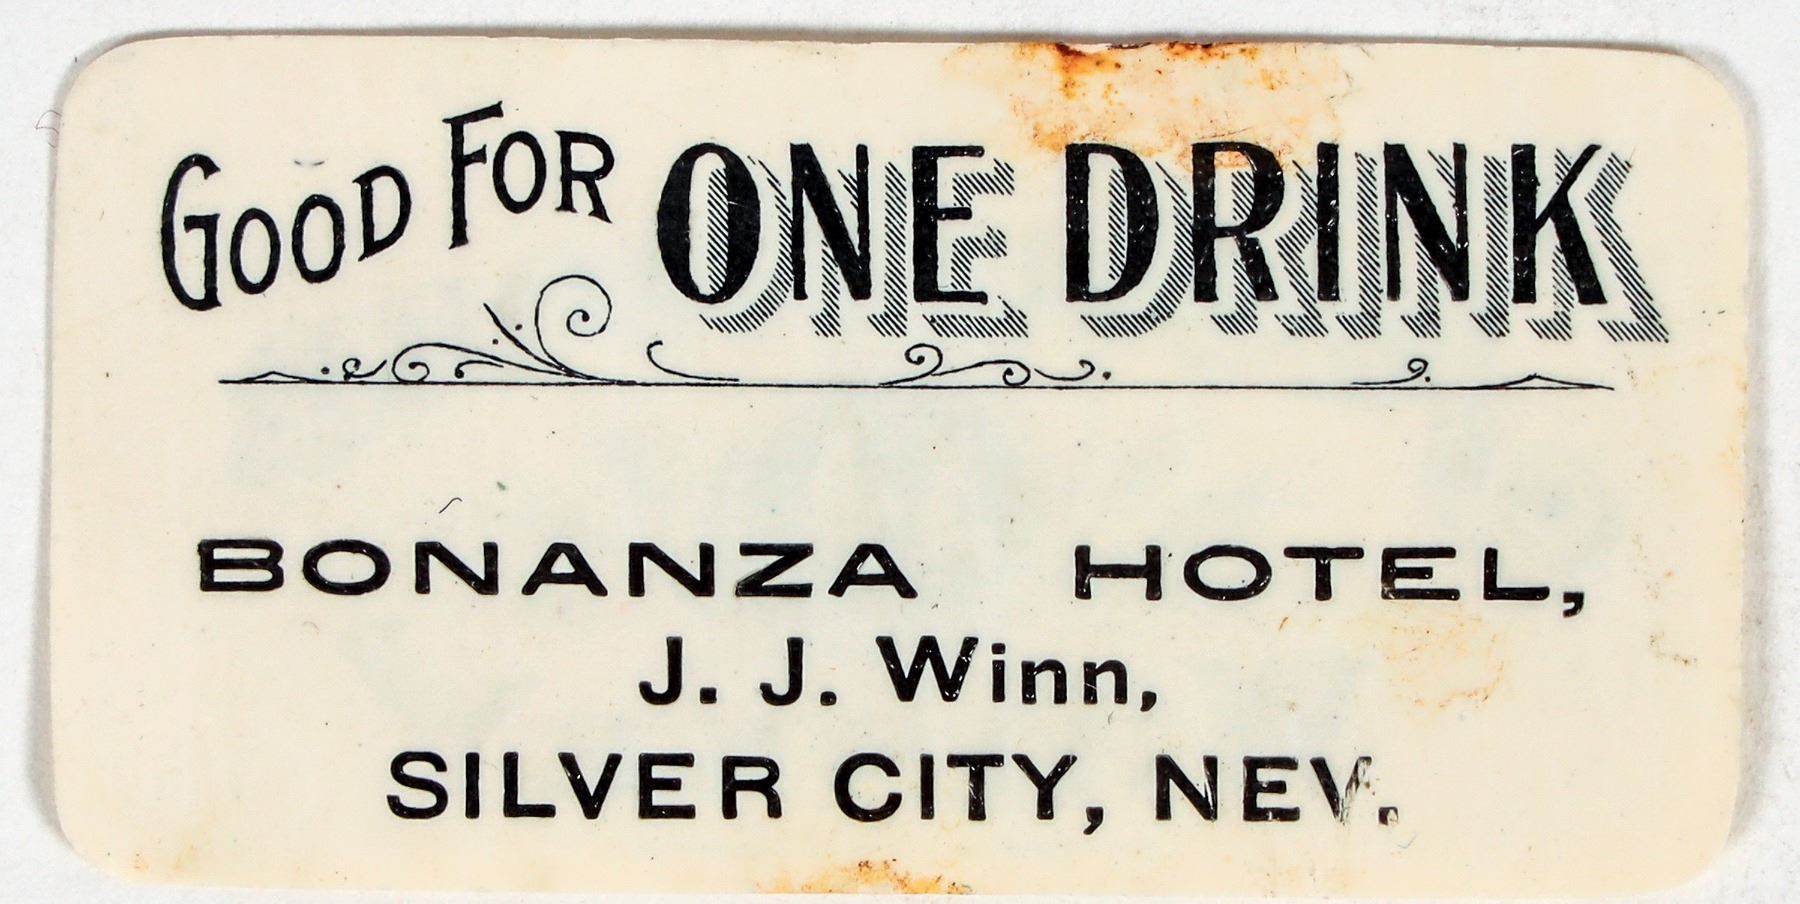 GOOD FOR ONE DRINK
BONANZA HOTEL,
J. J. Winn,
SILVER CITY, NEV.